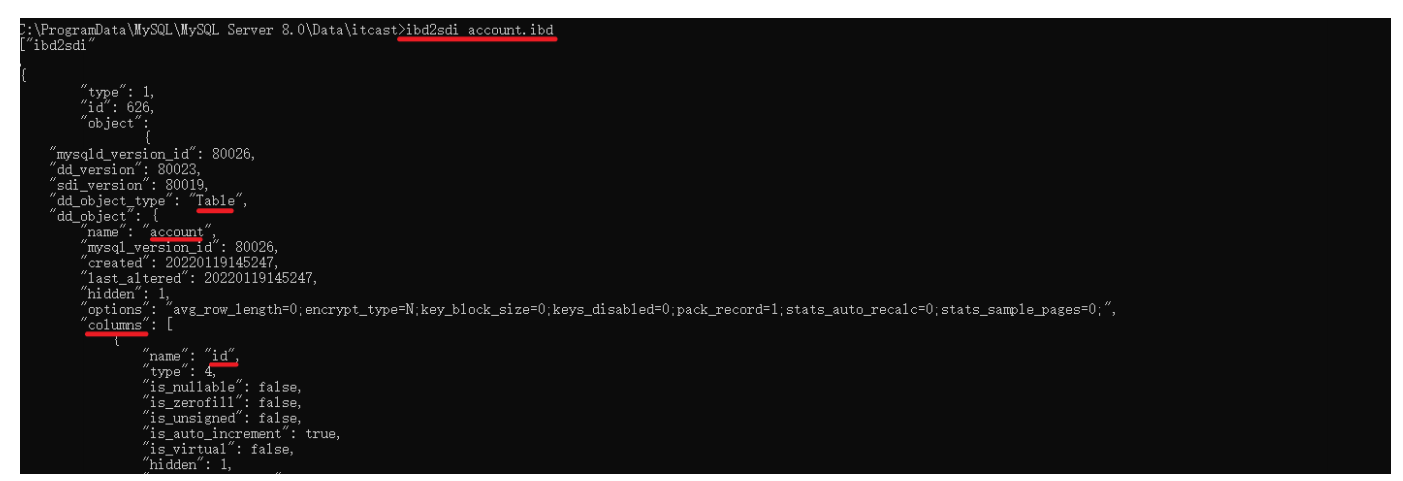 C:\ProgramData\MySQL\MySQL Server 8.0\Data\itcast>ibd2sdi account.ibd
["ibd2sdi"
,
{
"type": 1,
"id": 626,
"object":
{
"mysqld_version_id": 80026,
"dd_version": 80023,
"sdi_version": 80019,
"dd_object_type": "Table",
"dd_object": {
"name": "account",
"mysql_version_id": 80026,
"created": 20220119145247,
"last_altered": 20220119145247,
"hidden": 1,
"options": "avg_row_length=0;encrypt_type=N;key_block_size=0;keys_disabled=0;pack_record=1;stats_auto_recalc=0;stats_sample_pages=0;",
"columns": [
{
"name": "id",
"type": 4,
"is_nullable": false,
"is_zerofill": false,
"is_unsigned": false,
"is_auto_increment": true,
"is_virtual": false,
"hidden": 1,